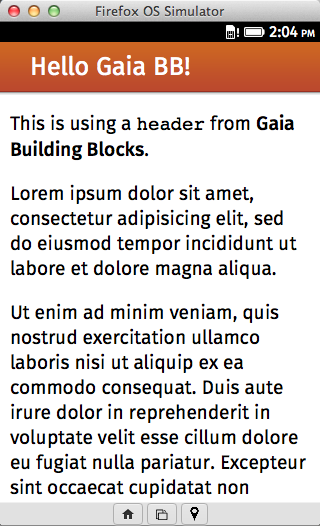 Firefox OS Simulator
2:04 PM
Hello Gaia BB!
This is using a header from Gaia
Building Blocks.
Lorem ipsum dolor sit amet,
consectetur adipisicing elit, sed
do eiusmod tempor incididunt ut
labore et dolore magna aliqua.
Ut enim ad minim veniam, quis
nostrud exercitation ullamco
laboris nisi ut aliquip ex ea
commodo consequat. Duis aute
irure dolor in reprehenderit in
voluptate velit esse cillum dolore
eu fugiat nulla pariatur. Excepteur
sint occaecat cupidatat non